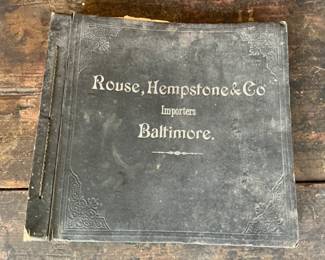 Rouse, Hempstone & Co
Importers
Baltimore.